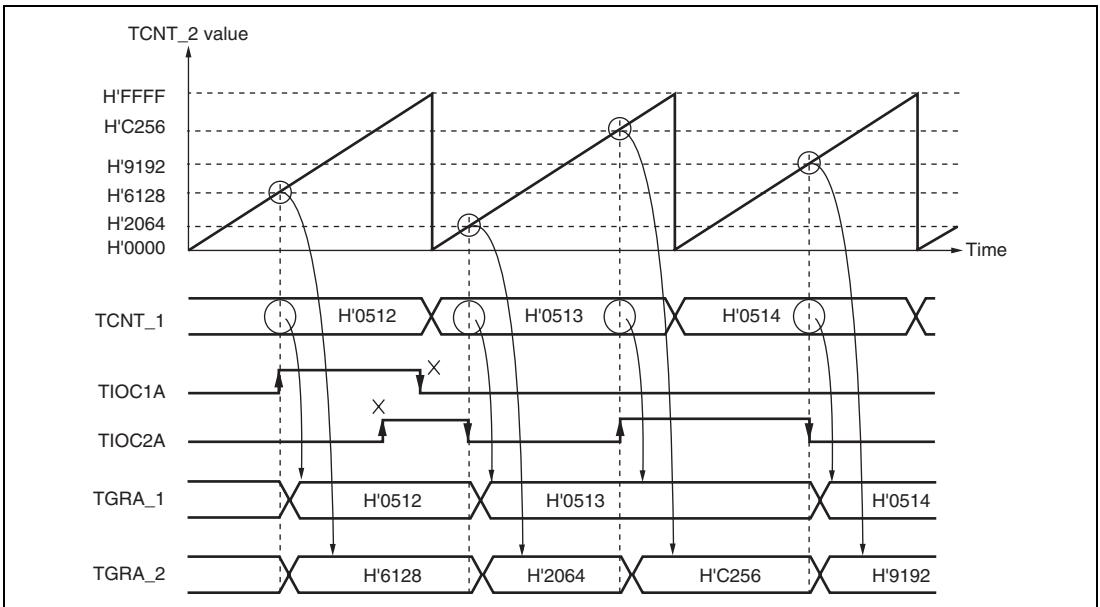 TCNT_2 value
H'FFFF
H'C256
H'9192
H'6128
H'2064
H'0000
Time
TCNT_1 H'0512 H'0513 H'0514
TIOC1A
TIOC2A
TGRA_1 H'0512 H'0513 H'0514
TGRA_2 H'6128 H'2064 H'C256 H'9192